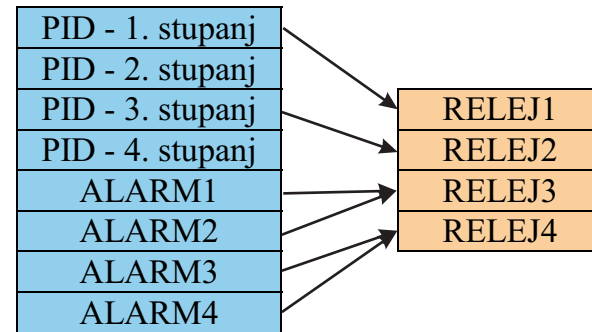 PID - 1. stupanj
PID - 2. stupanj
PID - 3. stupanj
PID - 4. stupanj
ALARM1
ALARM2
ALARM3
ALARM4
RELEJ1
RELEJ2
RELEJ3
RELEJ4